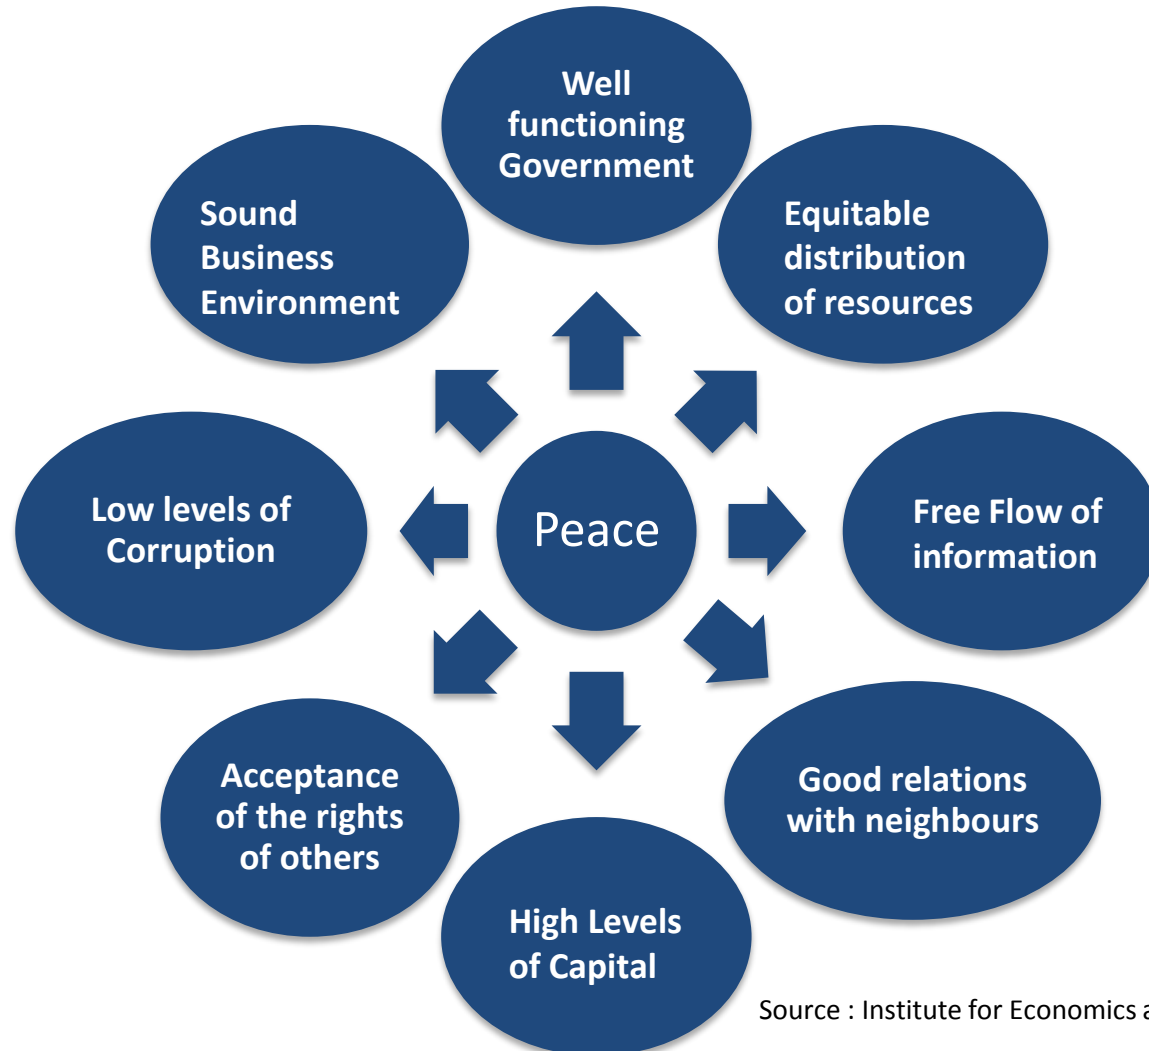 Well
functioning
Government
Equitable
distribution
of resources
Free Flow of
information
Good relations
with neighbours
High Levels
of Capital
Acceptance
of the rights
of others
Low levels of
Corruption
Sound
Business
Environment
Peace
Source : Institute for Economics a